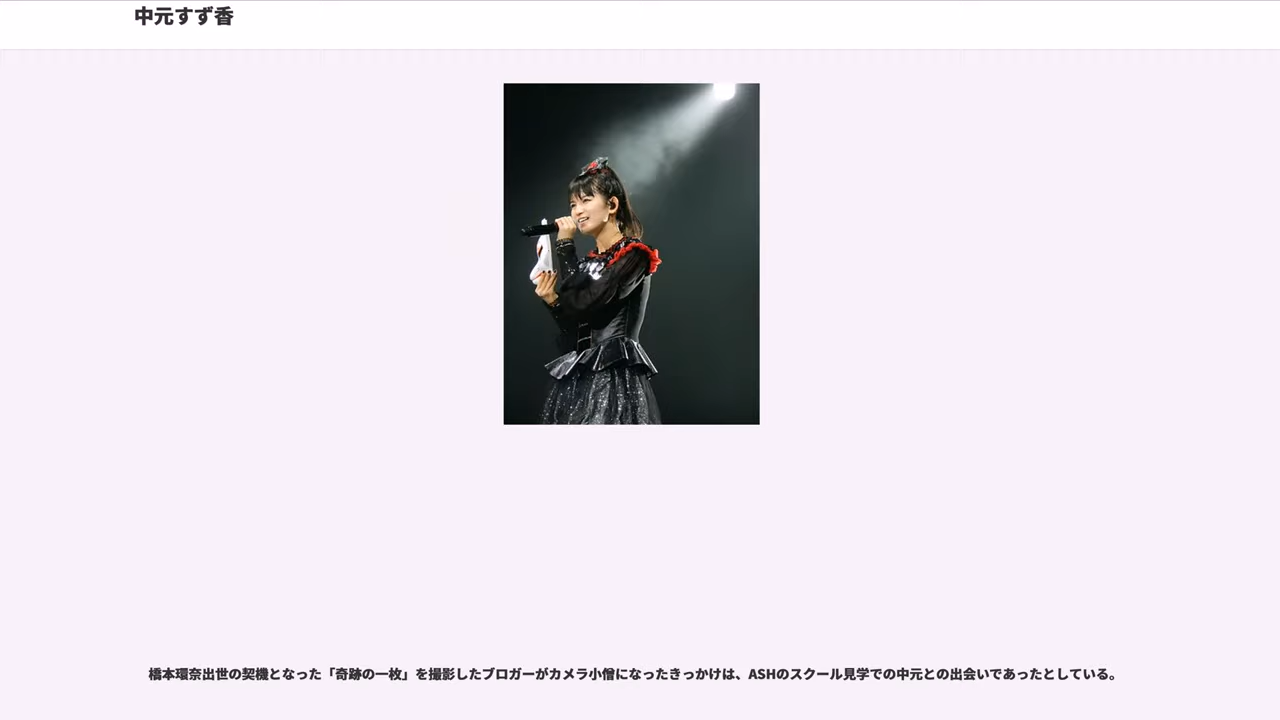 中元すず香
橋本環奈出世の契機となった「奇跡の一枚」を撮影したブロガーがカメラ小僧になったきっかけは、ASHのスクール見学での中元との出会いであったとしている。